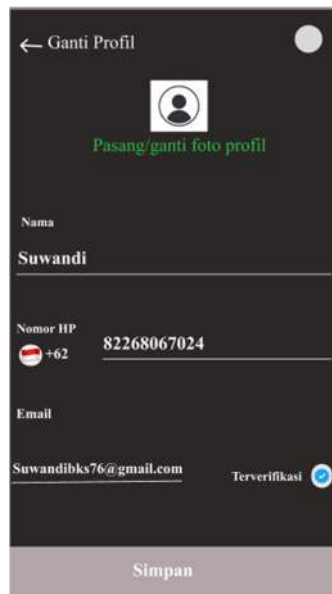 Ganti Profil
Pasang/ganti foto profil
Nama
Suwandi
Nomor HP
+62 82268067024
Email
Suwandibks76@gmail.com Terverifikasi
Simpan